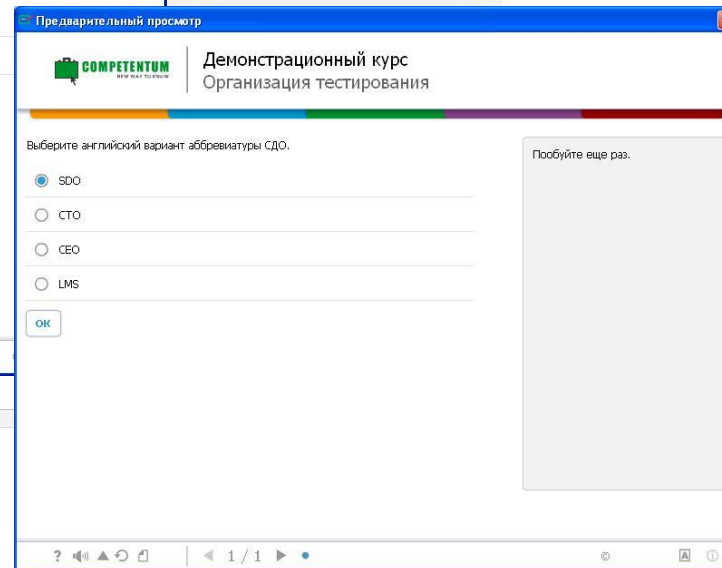 Предварительный просмотр
COMPETENTUM
NEW WAY TO KNOW
Демонстрационный курс
Организация тестирования
Выберите английский вариант аббревиатуры СДО.
SDO
CTO
CEO
LMS
ОК
Пообуйте еще раз.
? 1 / 1 © A